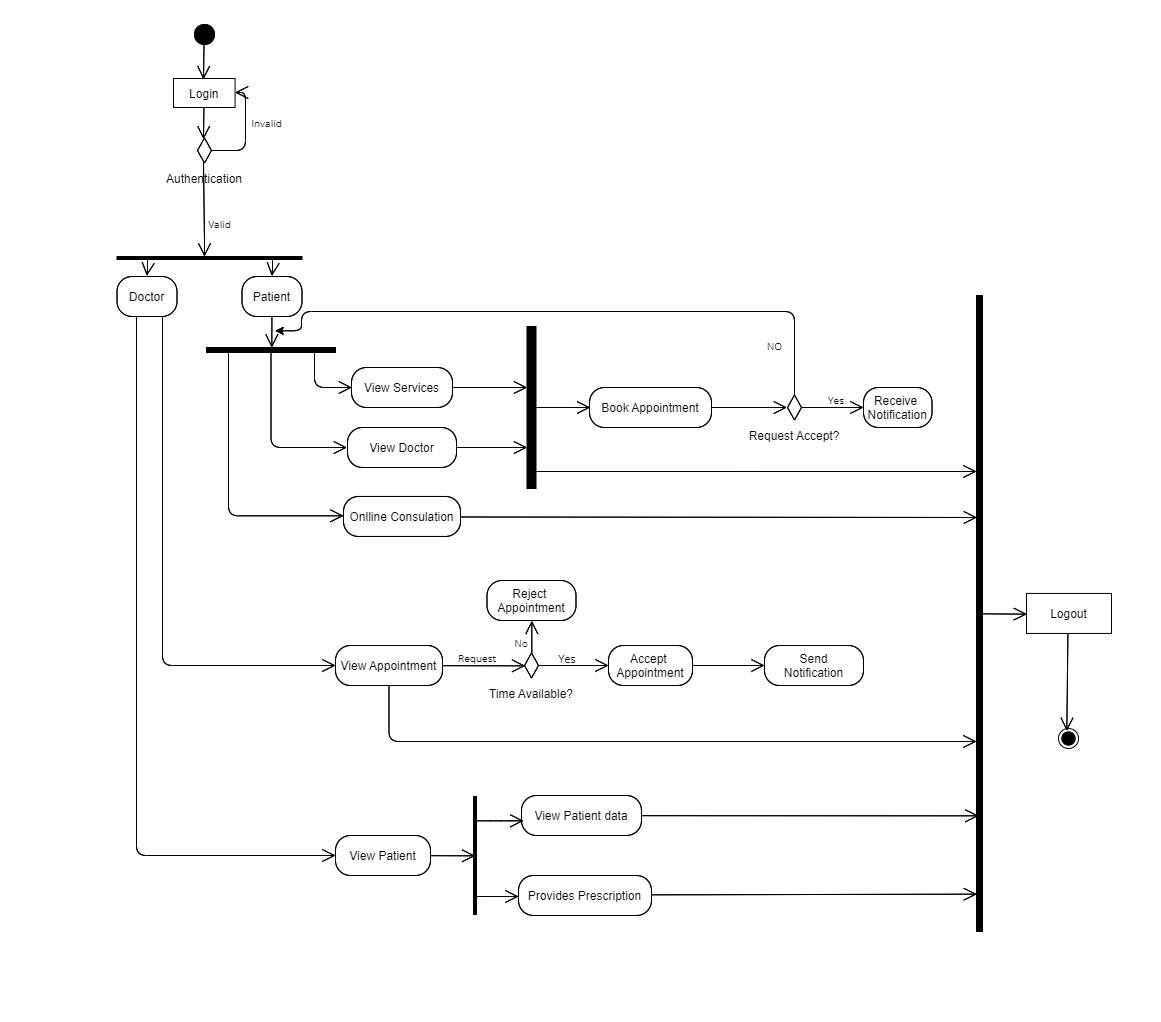 Login
Invalid
Authentication
Valid
Doctor
Patient
NO
View Services
Book Appointment
Yes
Receive
Notification
Request Accept?
View Doctor
Onlline Consulation
Reject
Appointment
No
View Appointment
Request
Yes
Accept
Appointment
Send
Notification
Time Available?
Logout
View Patient data
View Patient
Provides Prescription